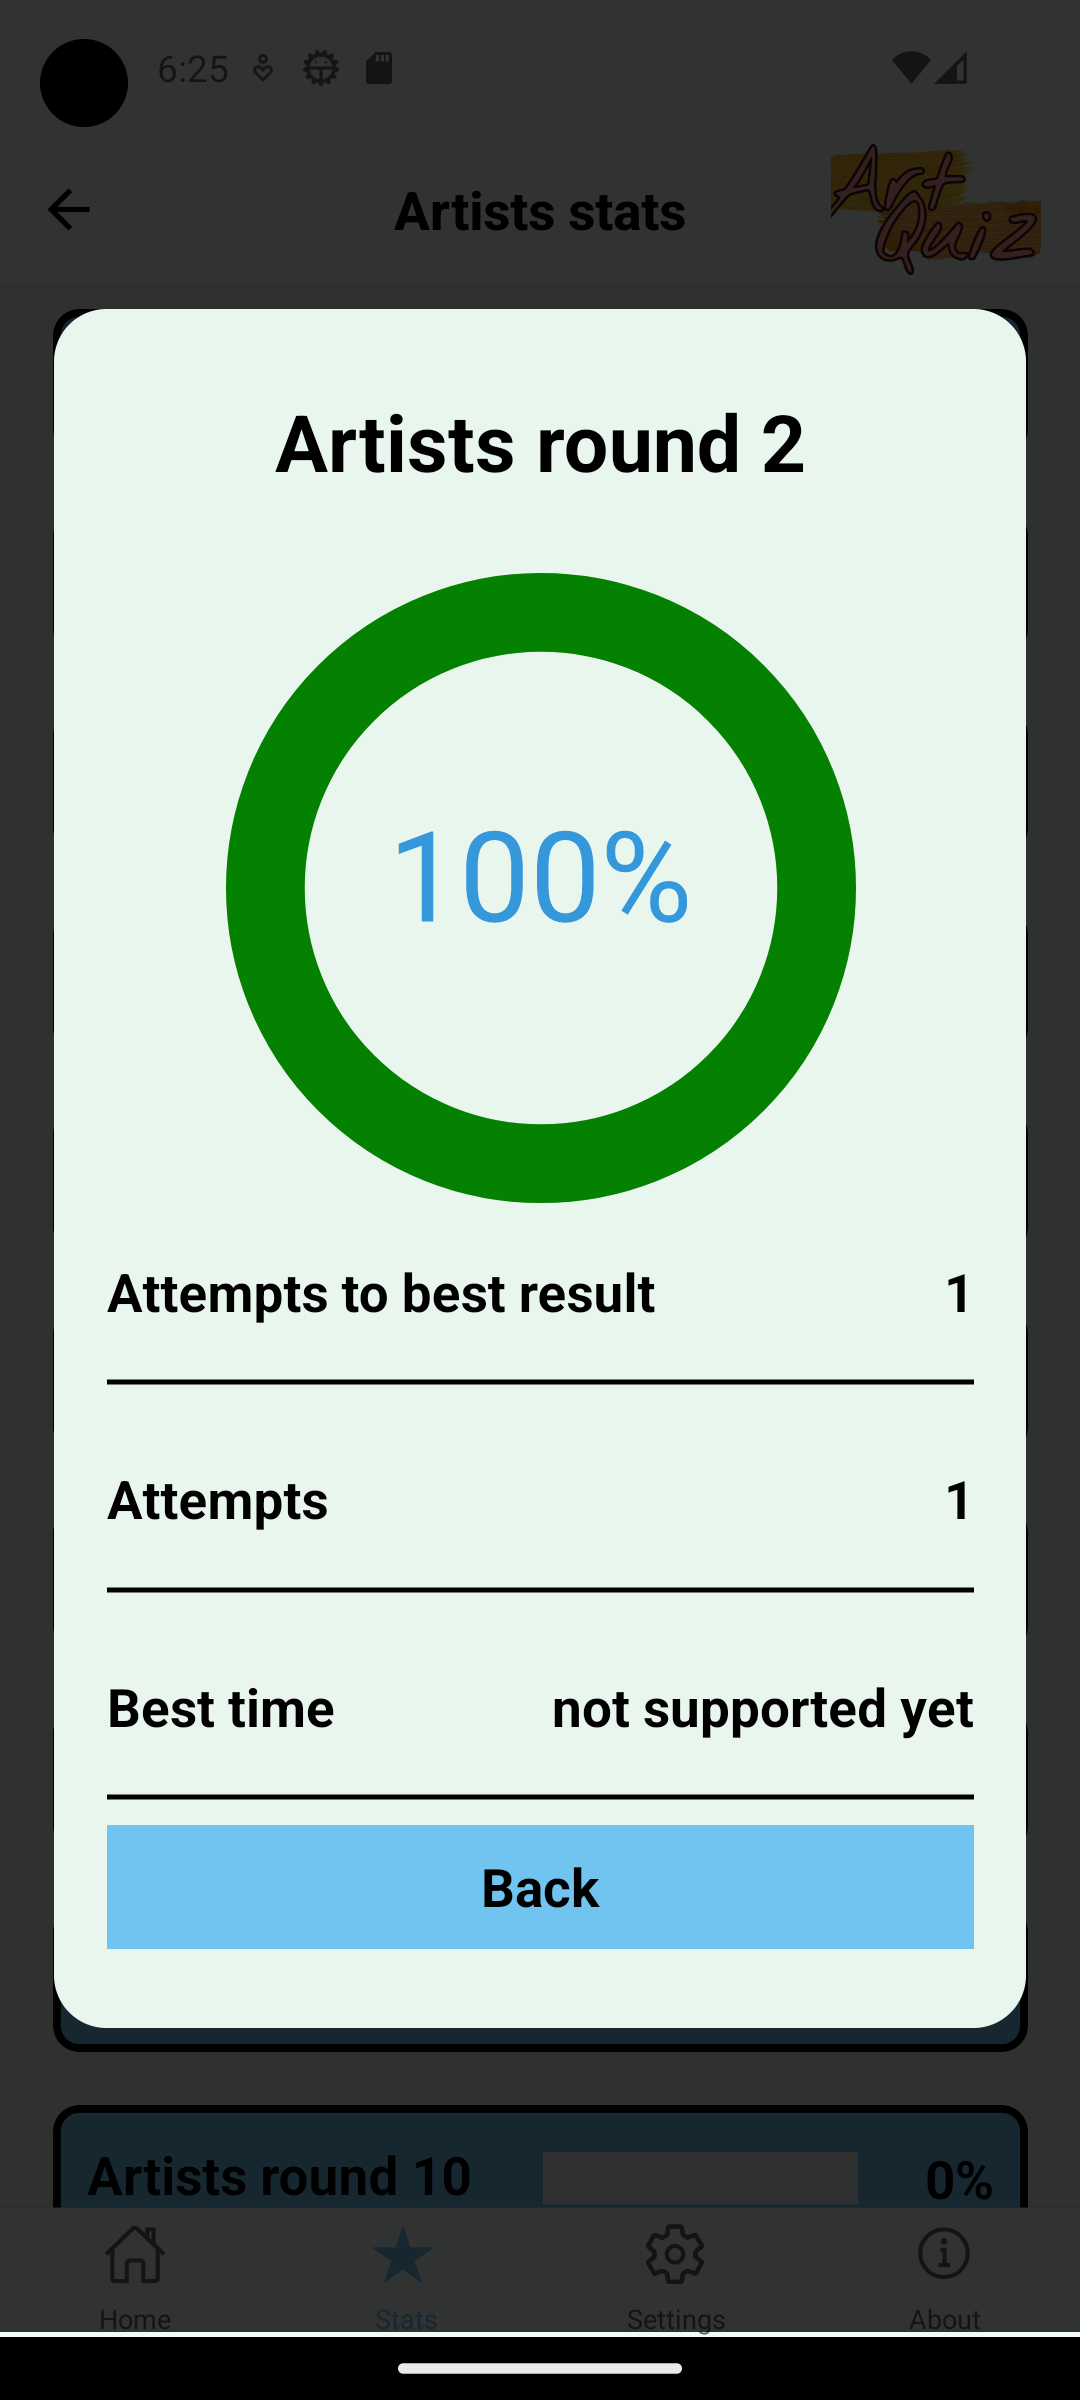 6:25
Artists stats
Art
Quiz
Artists round 2
100%
Attempts to best result 1
Attempts 1
Best time not supported yet
Back
Artists round 10 0%
Home Stats Settings About